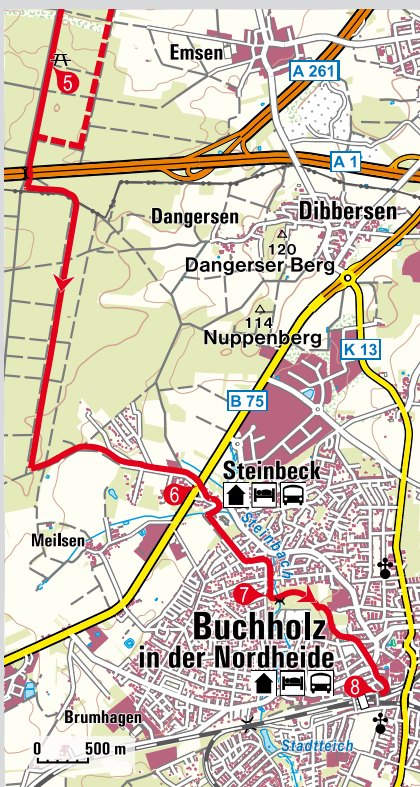 Emsen
A 261
5
A 1
Dangersen
Dibbersen
120
Dangerser Berg
114
Nuppenberg
K 13
B 75
Steinbeck
6
Steinbach
Meilsen
7
Buchholz
in der Nordheide
8
Brumhagen
0 500 m
Stadtteich